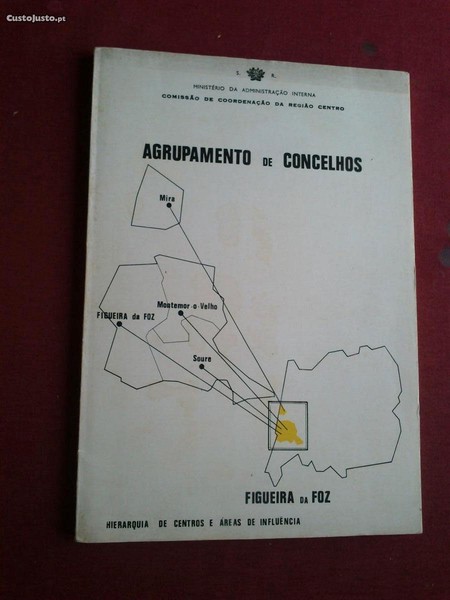 CustoJusto.pt
S. R.
MINISTÉRIO DA ADMINISTRAÇÃO INTERNA
COMISSÃO DE COORDENAÇÃO DA REGIÃO CENTRO
AGRUPAMENTO DE CONCELHOS
Mira
Montemor-o-Velho
FIGUEIRA da FOZ
Soure
FIGUEIRA DA FOZ
HIERARQUIA DE CENTROS E ÁREAS DE INFLUÊNCIA